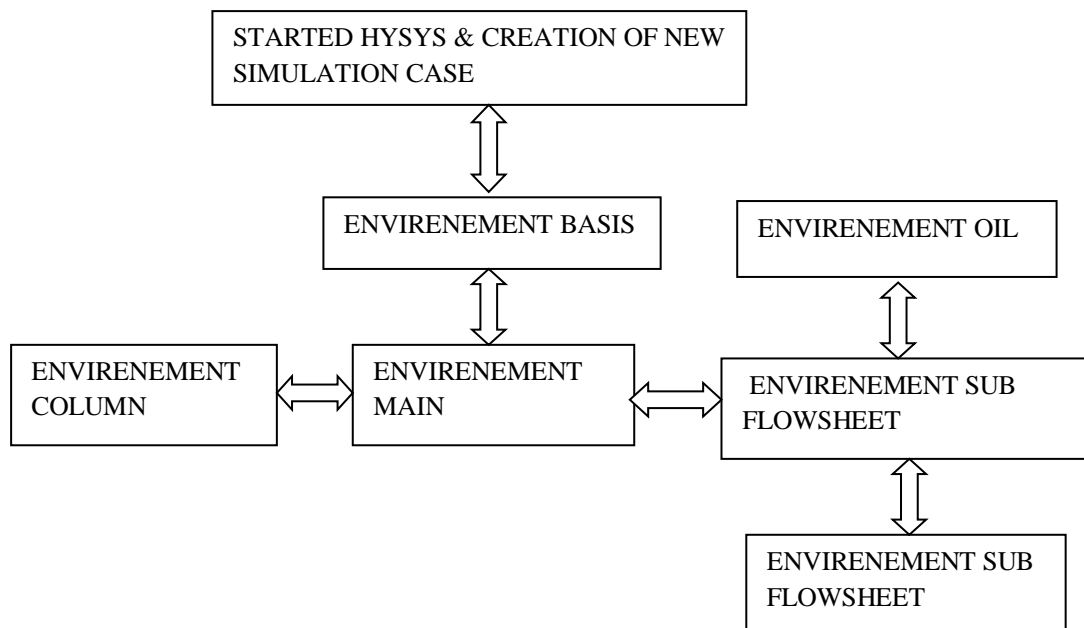 STARTED HYSYS & CREATION OF NEW
SIMULATION CASE
ENVIRENEMENT BASIS
ENVIRENEMENT OIL
ENVIRENEMENT
COLUMN
ENVIRENEMENT
MAIN
ENVIRENEMENT SUB
FLOWSHEET
ENVIRENEMENT SUB
FLOWSHEET